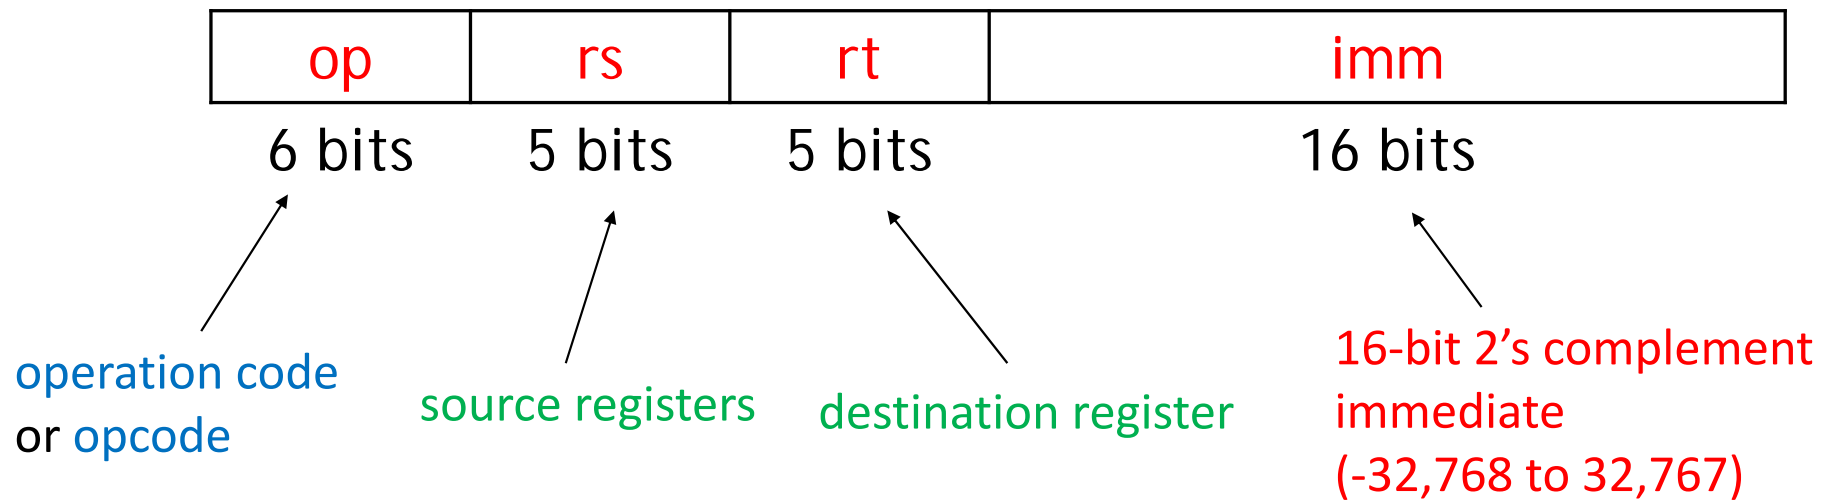 op rs rt imm
6 bits 5 bits 5 bits 16 bits
operation code
or opcode
source registers
destination register
16-bit 2’s complement
immediate
(-32,768 to 32,767)